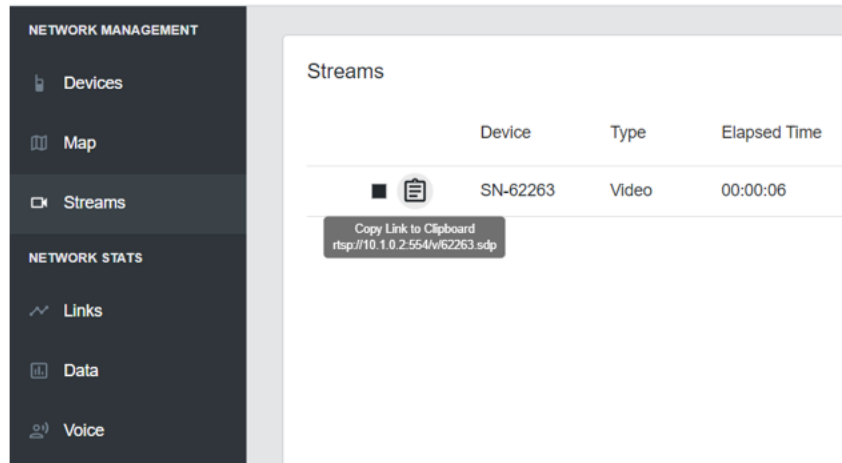 NETWORK MANAGEMENT
Devices
Map
Streams
NETWORK STATS
Links
Data
Voice
Streams
Device Type Elapsed Time
SN-62263 Video 00:00:06
Copy Link to Clipboard
rtsp://10.1.0.2:554/v/62263.sdp